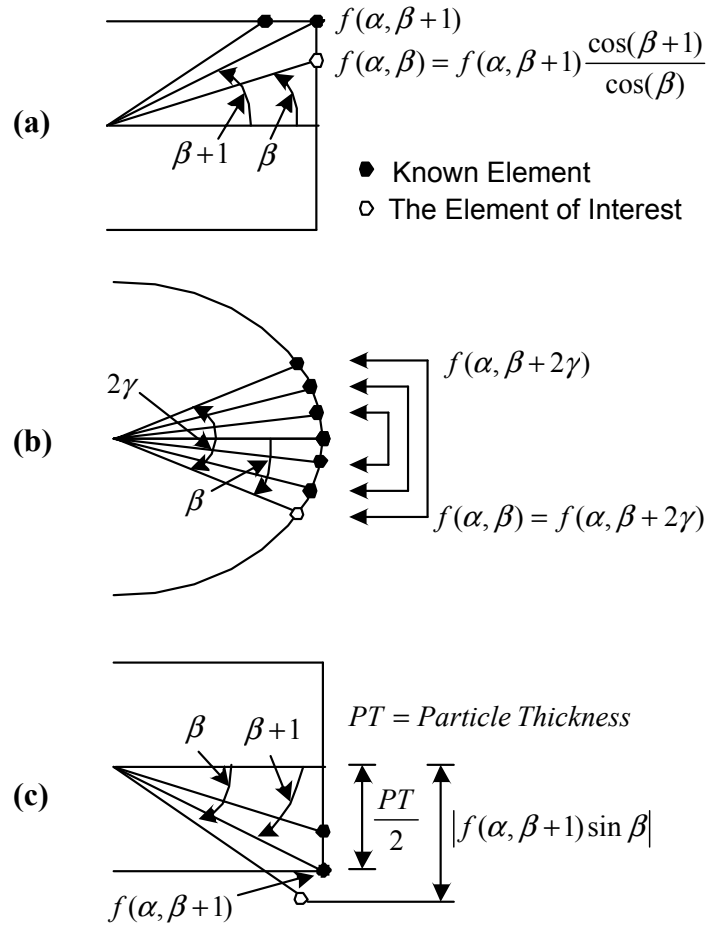 f(α, β+1)
f(α, β) = f(α, β+1) cos(β+1)/cos(β)
(a)
β+1 β
Known Element
The Element of Interest
f(α, β+2γ)
2γ
(b)
β
f(α, β) = f(α, β+2γ)
PT = Particle Thickness
β β+1
(c)
PT/2
|f(α, β+1) sin β|
f(α, β+1)